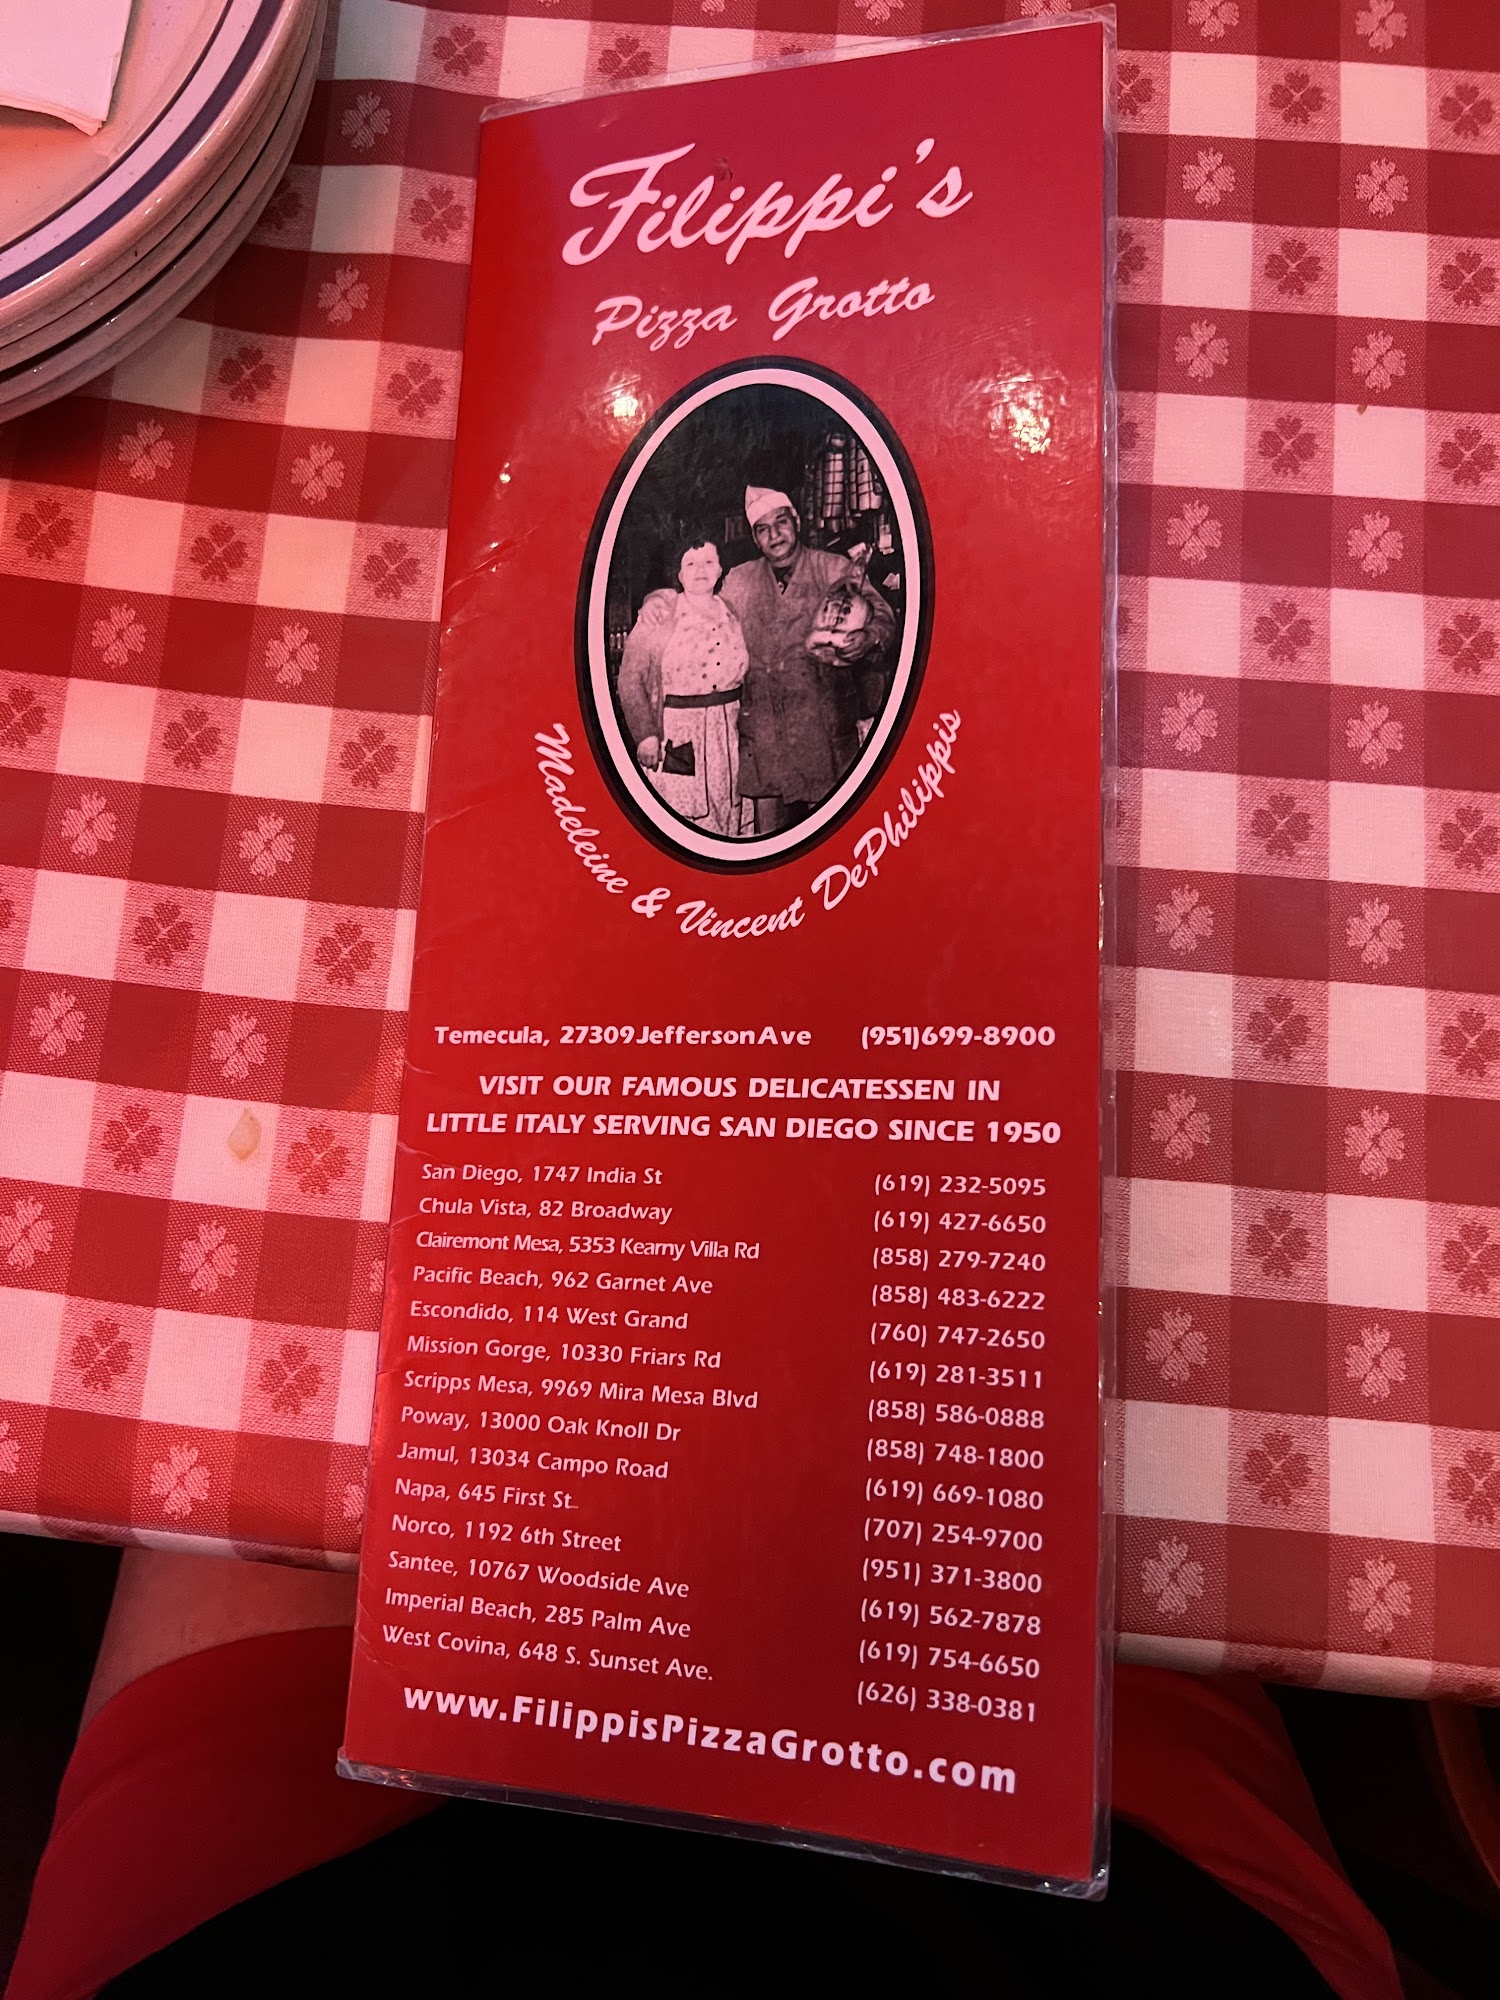 Filippi's
Pizza Grotto
Madeleine & Vincent DePhilippis
Temecula, 27309 Jefferson Ave (951)699-8900
VISIT OUR FAMOUS DELICATESSEN IN
LITTLE ITALY SERVING SAN DIEGO SINCE 1950
San Diego, 1747 India St (619) 232-5095
Chula Vista, 82 Broadway (619) 427-6650
Clairemont Mesa, 5353 Kearny Villa Rd (858) 279-7240
Pacific Beach, 962 Garnet Ave (858) 483-6222
Escondido, 114 West Grand (760) 747-2650
Mission Gorge, 10330 Friars Rd (619) 281-3511
Scripps Mesa, 9969 Mira Mesa Blvd (858) 586-0888
Poway, 13000 Oak Knoll Dr (858) 748-1800
Jamul, 13034 Campo Road (619) 669-1080
Napa, 645 First St. (707) 254-9700
Norco, 1192 6th Street (951) 371-3800
Santee, 10767 Woodside Ave (619) 562-7878
Imperial Beach, 285 Palm Ave (619) 754-6650
West Covina, 648 S. Sunset Ave. (626) 338-0381
www.FilippisPizzaGrotto.com